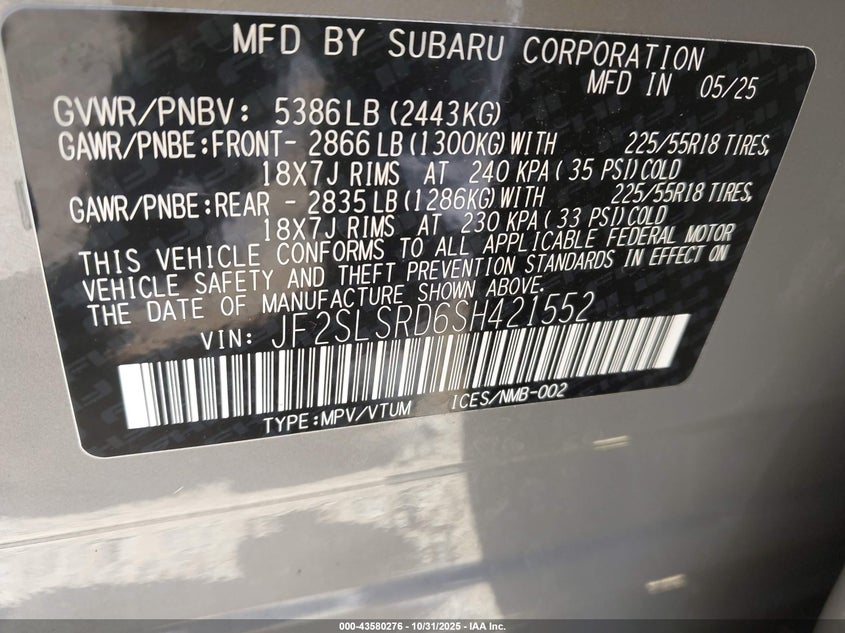 MFD BY SUBARU CORPORATION
MFD IN 05/25
GVWR/PNBV: 5386LB(2443KG)
GAWR/PNBE:FRONT- 2866LB(1300KG)WITH 225/55R18 TIRES,
18X7J RIMS AT 240 KPA( 35 PSI)COLD
GAWR/PNBE:REAR - 2835LB(1286KG)WITH 225/55R18 TIRES,
18X7J RIMS AT 230 KPA( 33 PSI)COLD
THIS VEHICLE CONFORMS TO ALL APPLICABLE FEDERAL MOTOR
VEHICLE SAFETY AND THEFT PREVENTION STANDARDS IN EFFECT ON
THE DATE OF MANUFACTURE SHOWN ABOVE.
VIN: JF2SLSRD6SH421552
TYPE:MPV/VTUM ICES/NMB-002
000-43580276 - 10/31/2025 - IAA Inc.